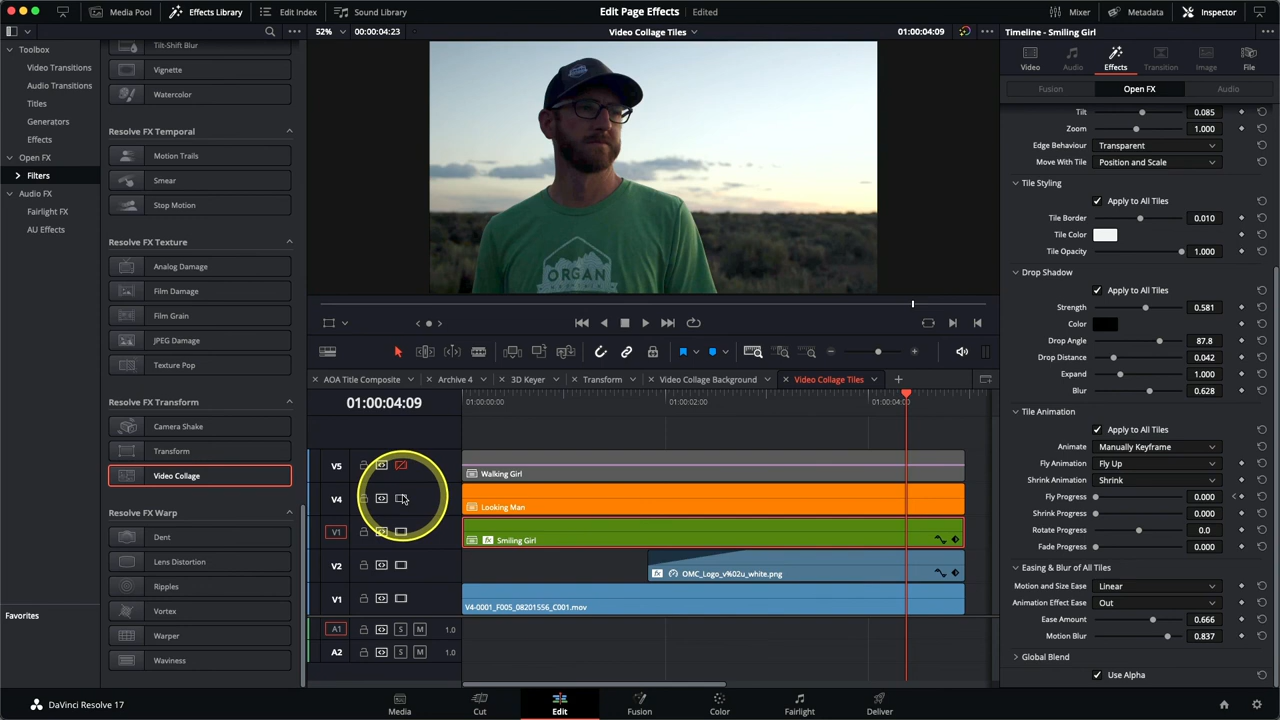 Media Pool
Effects Library
Edit Index
Sound Library
Edit Page Effects
Edited
Mixer
Metadata
Inspector
52%
00:00:04:23
Video Collage Tiles
01:00:04:09
Timeline - Smiling Girl
Toolbox
Video Transitions
Audio Transitions
Titles
Generators
Effects
Open FX
Filters
Audio FX
Fairlight FX
AU Effects
Favorites
Tilt-Shift Blur
Vignette
Watercolor
Resolve FX Temporal
Motion Trails
Smear
Stop Motion
Resolve FX Texture
Analog Damage
Film Damage
Film Grain
JPEG Damage
Texture Pop
Resolve FX Transform
Camera Shake
Transform
Video Collage
Resolve FX Warp
Dent
Lens Distortion
Ripples
Vortex
Warper
Waviness
ORGAN
AOA Title Composite
Archive 4
3D Keyer
Transform
Video Collage Background
Video Collage Tiles
01:00:04:09
01:00:00:00
01:00:02:00
01:00:04:00
V5
Walking Girl
V4
Looking Man
V1
Smiling Girl
V2
OMC_Logo_v%02u_white.png
V1
V4-0001_F005_08201556_C001.mov
A1
S
M
1.0
A2
S
M
1.0
Video
Audio
Effects
Transition
Image
File
Fusion
Open FX
Audio
Tilt
0.085
Zoom
1.000
Edge Behaviour
Transparent
Move With Tile
Position and Scale
Tile Styling
Apply to All Tiles
Tile Border
0.010
Tile Color
Tile Opacity
1.000
Drop Shadow
Apply to All Tiles
Strength
0.581
Color
Drop Angle
87.8
Drop Distance
0.042
Expand
1.000
Blur
0.628
Tile Animation
Apply to All Tiles
Animate
Manually Keyframe
Fly Animation
Fly Up
Shrink Animation
Shrink
Fly Progress
0.000
Shrink Progress
0.000
Rotate Progress
0.0
Fade Progress
0.000
Easing & Blur of All Tiles
Motion and Size Ease
Linear
Animation Effect Ease
Out
Ease Amount
0.666
Motion Blur
0.837
Global Blend
Use Alpha
DaVinci Resolve 17
Media
Cut
Edit
Fusion
Color
Fairlight
Deliver